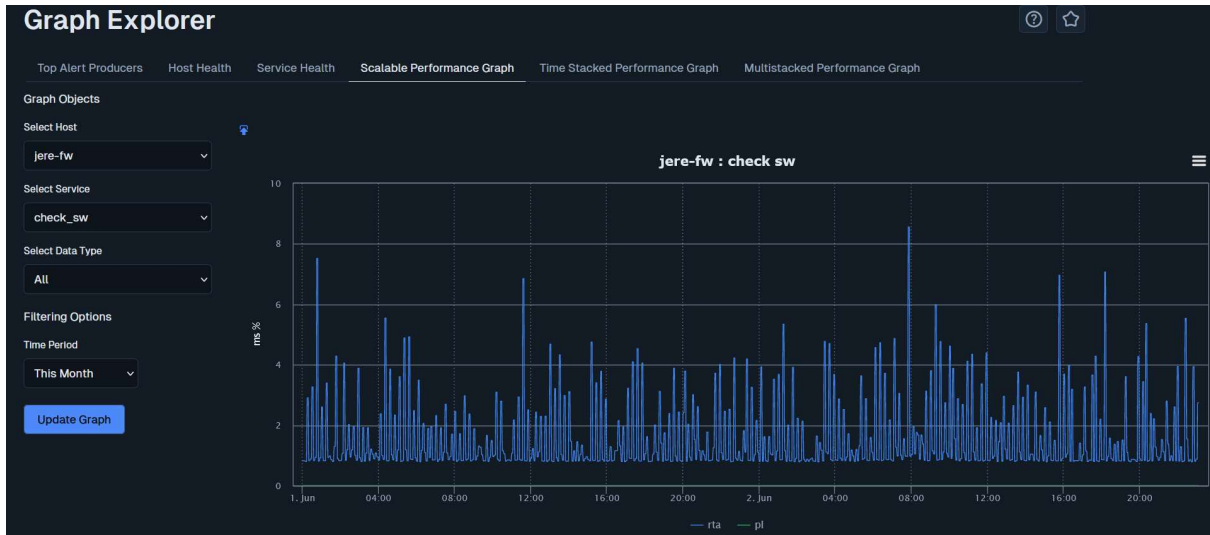 Graph Explorer
Top Alert Producers Host Health Service Health Scalable Performance Graph Time Stacked Performance Graph Multistacked Performance Graph
Graph Objects
Select Host
jere-fw
Select Service
check_sw
Select Data Type
All
Filtering Options
Time Period
This Month
Update Graph
jere-fw : check sw
10
8
6
4
2
0
ms %
1. Jun 04:00 08:00 12:00 16:00 20:00 2. Jun 04:00 08:00 12:00 16:00 20:00
rta pl